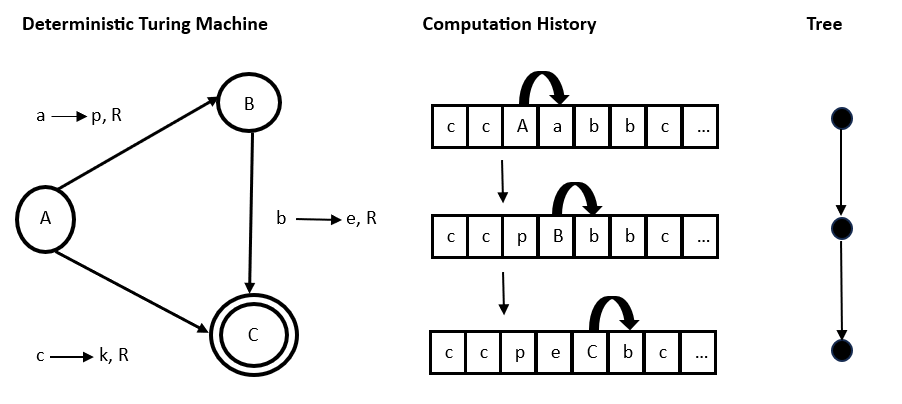 Deterministic Turing Machine
a → p, R
A
B
b → e, R
C
c → k, R
Computation History
c c A a b b c ...
c c p B b b c ...
c c p e C b c ...
Tree